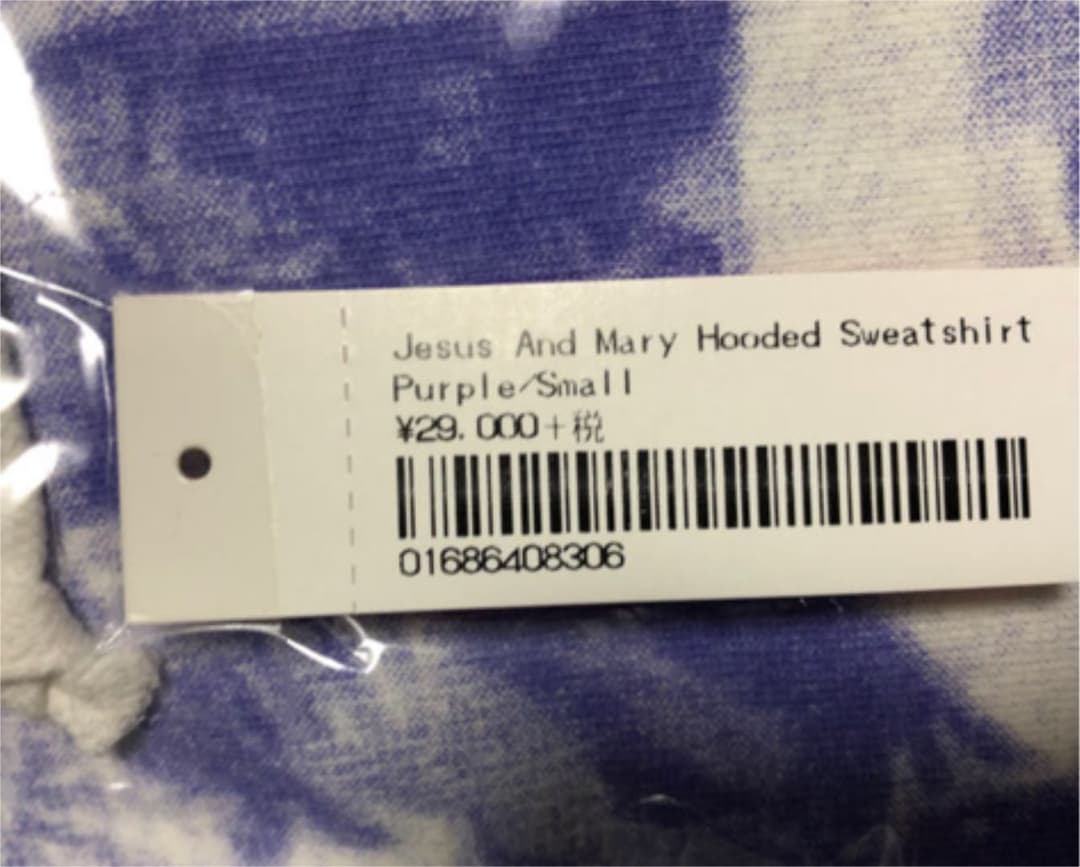 Jesus And Mary Hooded Sweatshirt
Purple/Small
¥29.000+税
01686408306